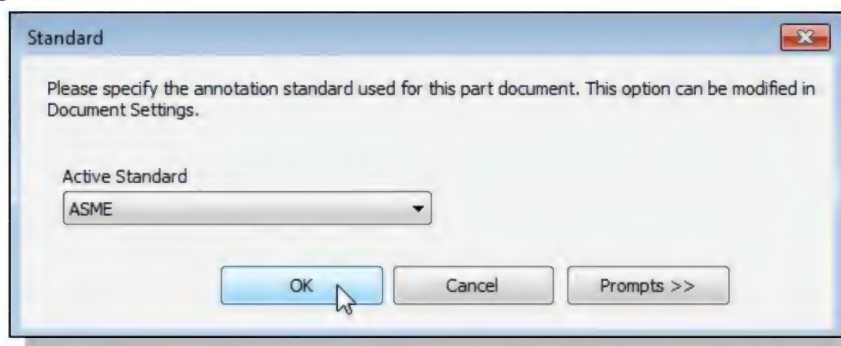 Standard
Please specify the annotation standard used for this part document. This option can be modified in
Document Settings.
Active Standard
ASME
OK
Cancel
Prompts >>